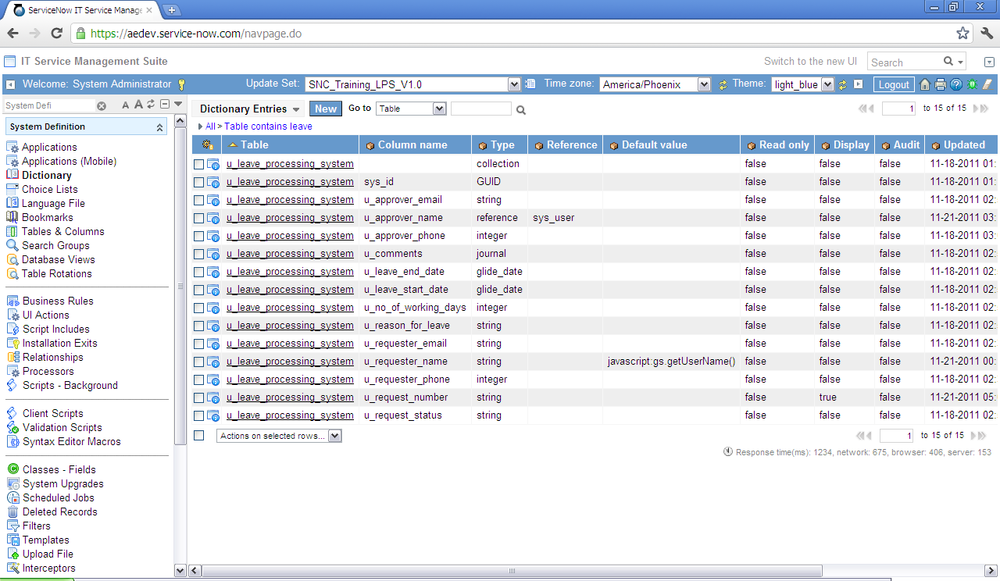 ServiceNow IT Service Manage
https://aedev.service-now.com/navpage.do
IT Service Management Suite Switch to the new UI Search
Welcome: System Administrator Update Set: SNC_Training_LPS_V1.0 Time zone: America/Phoenix Theme: light_blue Logout
System Defi A A
System Definition
Applications
Applications (Mobile)
Dictionary
Choice Lists
Language File
Bookmarks
Tables & Columns
Search Groups
Database Views
Table Rotations
Business Rules
UI Actions
Script Includes
Installation Exits
Relationships
Processors
Scripts - Background
Client Scripts
Validation Scripts
Syntax Editor Macros
Classes - Fields
System Upgrades
Scheduled Jobs
Deleted Records
Filters
Templates
Upload File
Interceptors
Dictionary Entries New Go to Table 1 to 15 of 15
All > Table contains leave
Table Column name Type Reference Default value Read only Display Audit Updated
u_leave_processing_system collection false false false 11-18-2011 01:
u_leave_processing_system sys_id GUID false false false 11-18-2011 01:
u_leave_processing_system u_approver_email string false false false 11-18-2011 02:
u_leave_processing_system u_approver_name reference sys_user false false false 11-21-2011 03:
u_leave_processing_system u_approver_phone integer false false false 11-18-2011 03:
u_leave_processing_system u_comments journal false false false 11-18-2011 02:
u_leave_processing_system u_leave_end_date glide_date false false false 11-18-2011 02:
u_leave_processing_system u_leave_start_date glide_date false false false 11-18-2011 02:
u_leave_processing_system u_no_of_working_days integer false false false 11-18-2011 02:
u_leave_processing_system u_reason_for_leave string false false false 11-18-2011 02:
u_leave_processing_system u_requester_email string false false false 11-18-2011 02:
u_leave_processing_system u_requester_name string javascript:gs.getUserName() false false false 11-21-2011 00:
u_leave_processing_system u_requester_phone integer false false false 11-18-2011 02:
u_leave_processing_system u_request_number string false true false 11-21-2011 05:
u_leave_processing_system u_request_status string false false false 11-18-2011 02:
Actions on selected rows... 1 to 15 of 15
Response time(ms): 1234, network: 675, browser: 406, server: 153